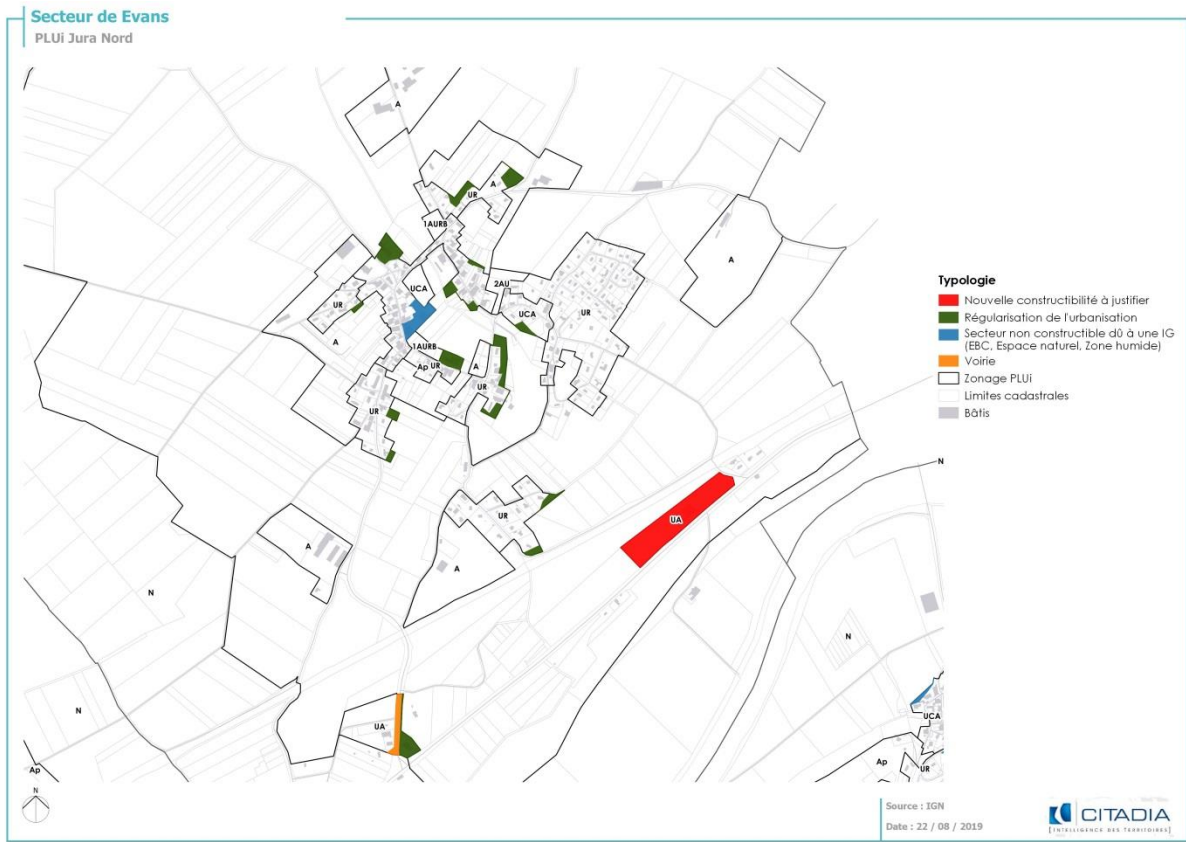 Secteur de Evans
PLUi Jura Nord
A
A
UR
1AURB
A
UCA
2AU
UR
UCA
UR
A
1AURB
Ap UR
A
UR
UR
N
UR
UA
A
A
N
N
UA
N
UCA
Ap
Ap
UR
Typologie
Nouvelle constructibilité à justifier
Régularisation de l'urbanisation
Secteur non constructible dû à une IG
(EBC, Espace naturel, Zone humide)
Voirie
Zonage PLUi
Limites cadastrales
Bâtis
N
Source : IGN
Date : 22 / 08 / 2019
CITADIA
[INTELLIGENCE DES TERRITOIRES]